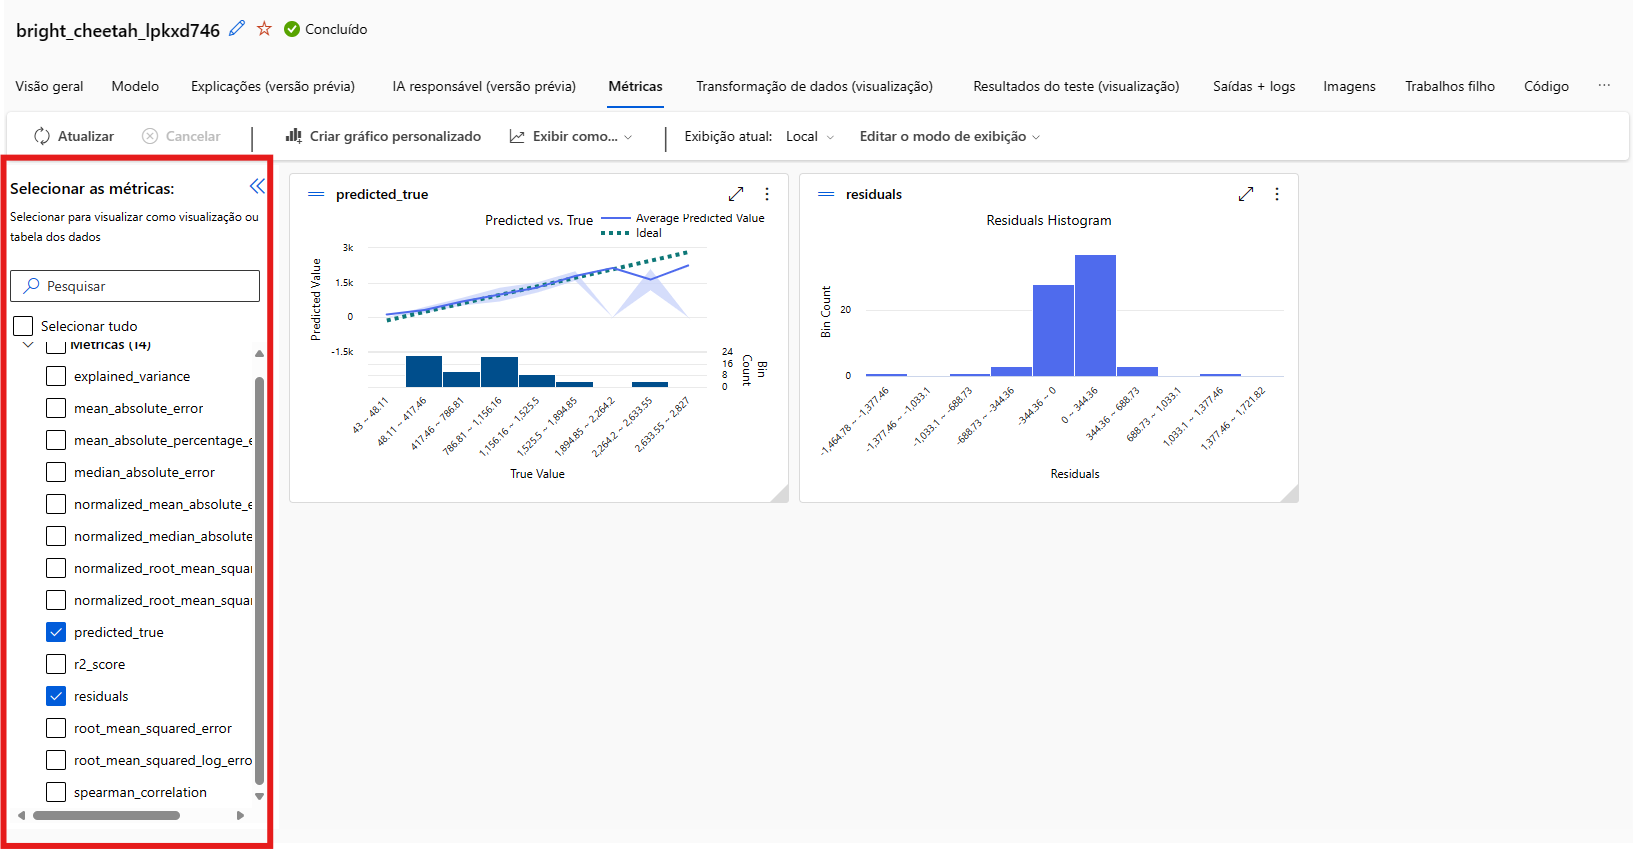 bright_cheetah_lpkxd746 Concluído
Visão geral Modelo Explicações (versão prévia) IA responsável (versão prévia) Métricas Transformação de dados (visualização) Resultados do teste (visualização) Saídas + logs Imagens Trabalhos filho Código ...
Atualizar Cancelar Criar gráfico personalizado Exibir como... Exibição atual: Local Editar o modo de exibição
Selecionar as métricas:
Selecionar para visualizar como visualização ou
tabela dos dados
Pesquisar
Selecionar tudo
Métricas (14)
explained_variance
mean_absolute_error
mean_absolute_percentage_e
median_absolute_error
normalized_mean_absolute_e
normalized_median_absolute
normalized_root_mean_squa
normalized_root_mean_squa
predicted_true
r2_score
residuals
root_mean_squared_error
root_mean_squared_log_erro
spearman_correlation
predicted_true
Predicted vs. True
Average Predicted Value
Ideal
Predicted Value
3k
1.5k
0
-1.5k
24
16
8
0
Bin
Count
43 ~ 48.11
48.11 ~ 417.46
417.46 ~ 786.81
786.81 ~ 1,156.16
1,156.16 ~ 1,525.5
1,525.5 ~ 1,894.85
1,894.85 ~ 2,264.2
2,264.2 ~ 2,633.55
2,633.55 ~ 2,827
True Value
residuals
Residuals Histogram
Bin Count
20
0
-1,464.78 ~ -1,377.46
-1,377.46 ~ -1,033.1
-1,033.1 ~ -688.73
-688.73 ~ -344.36
-344.36 ~ 0
0 ~ 344.36
344.36 ~ 688.73
688.73 ~ 1,033.1
1,033.1 ~ 1,377.46
1,377.46 ~ 1,721.82
Residuals